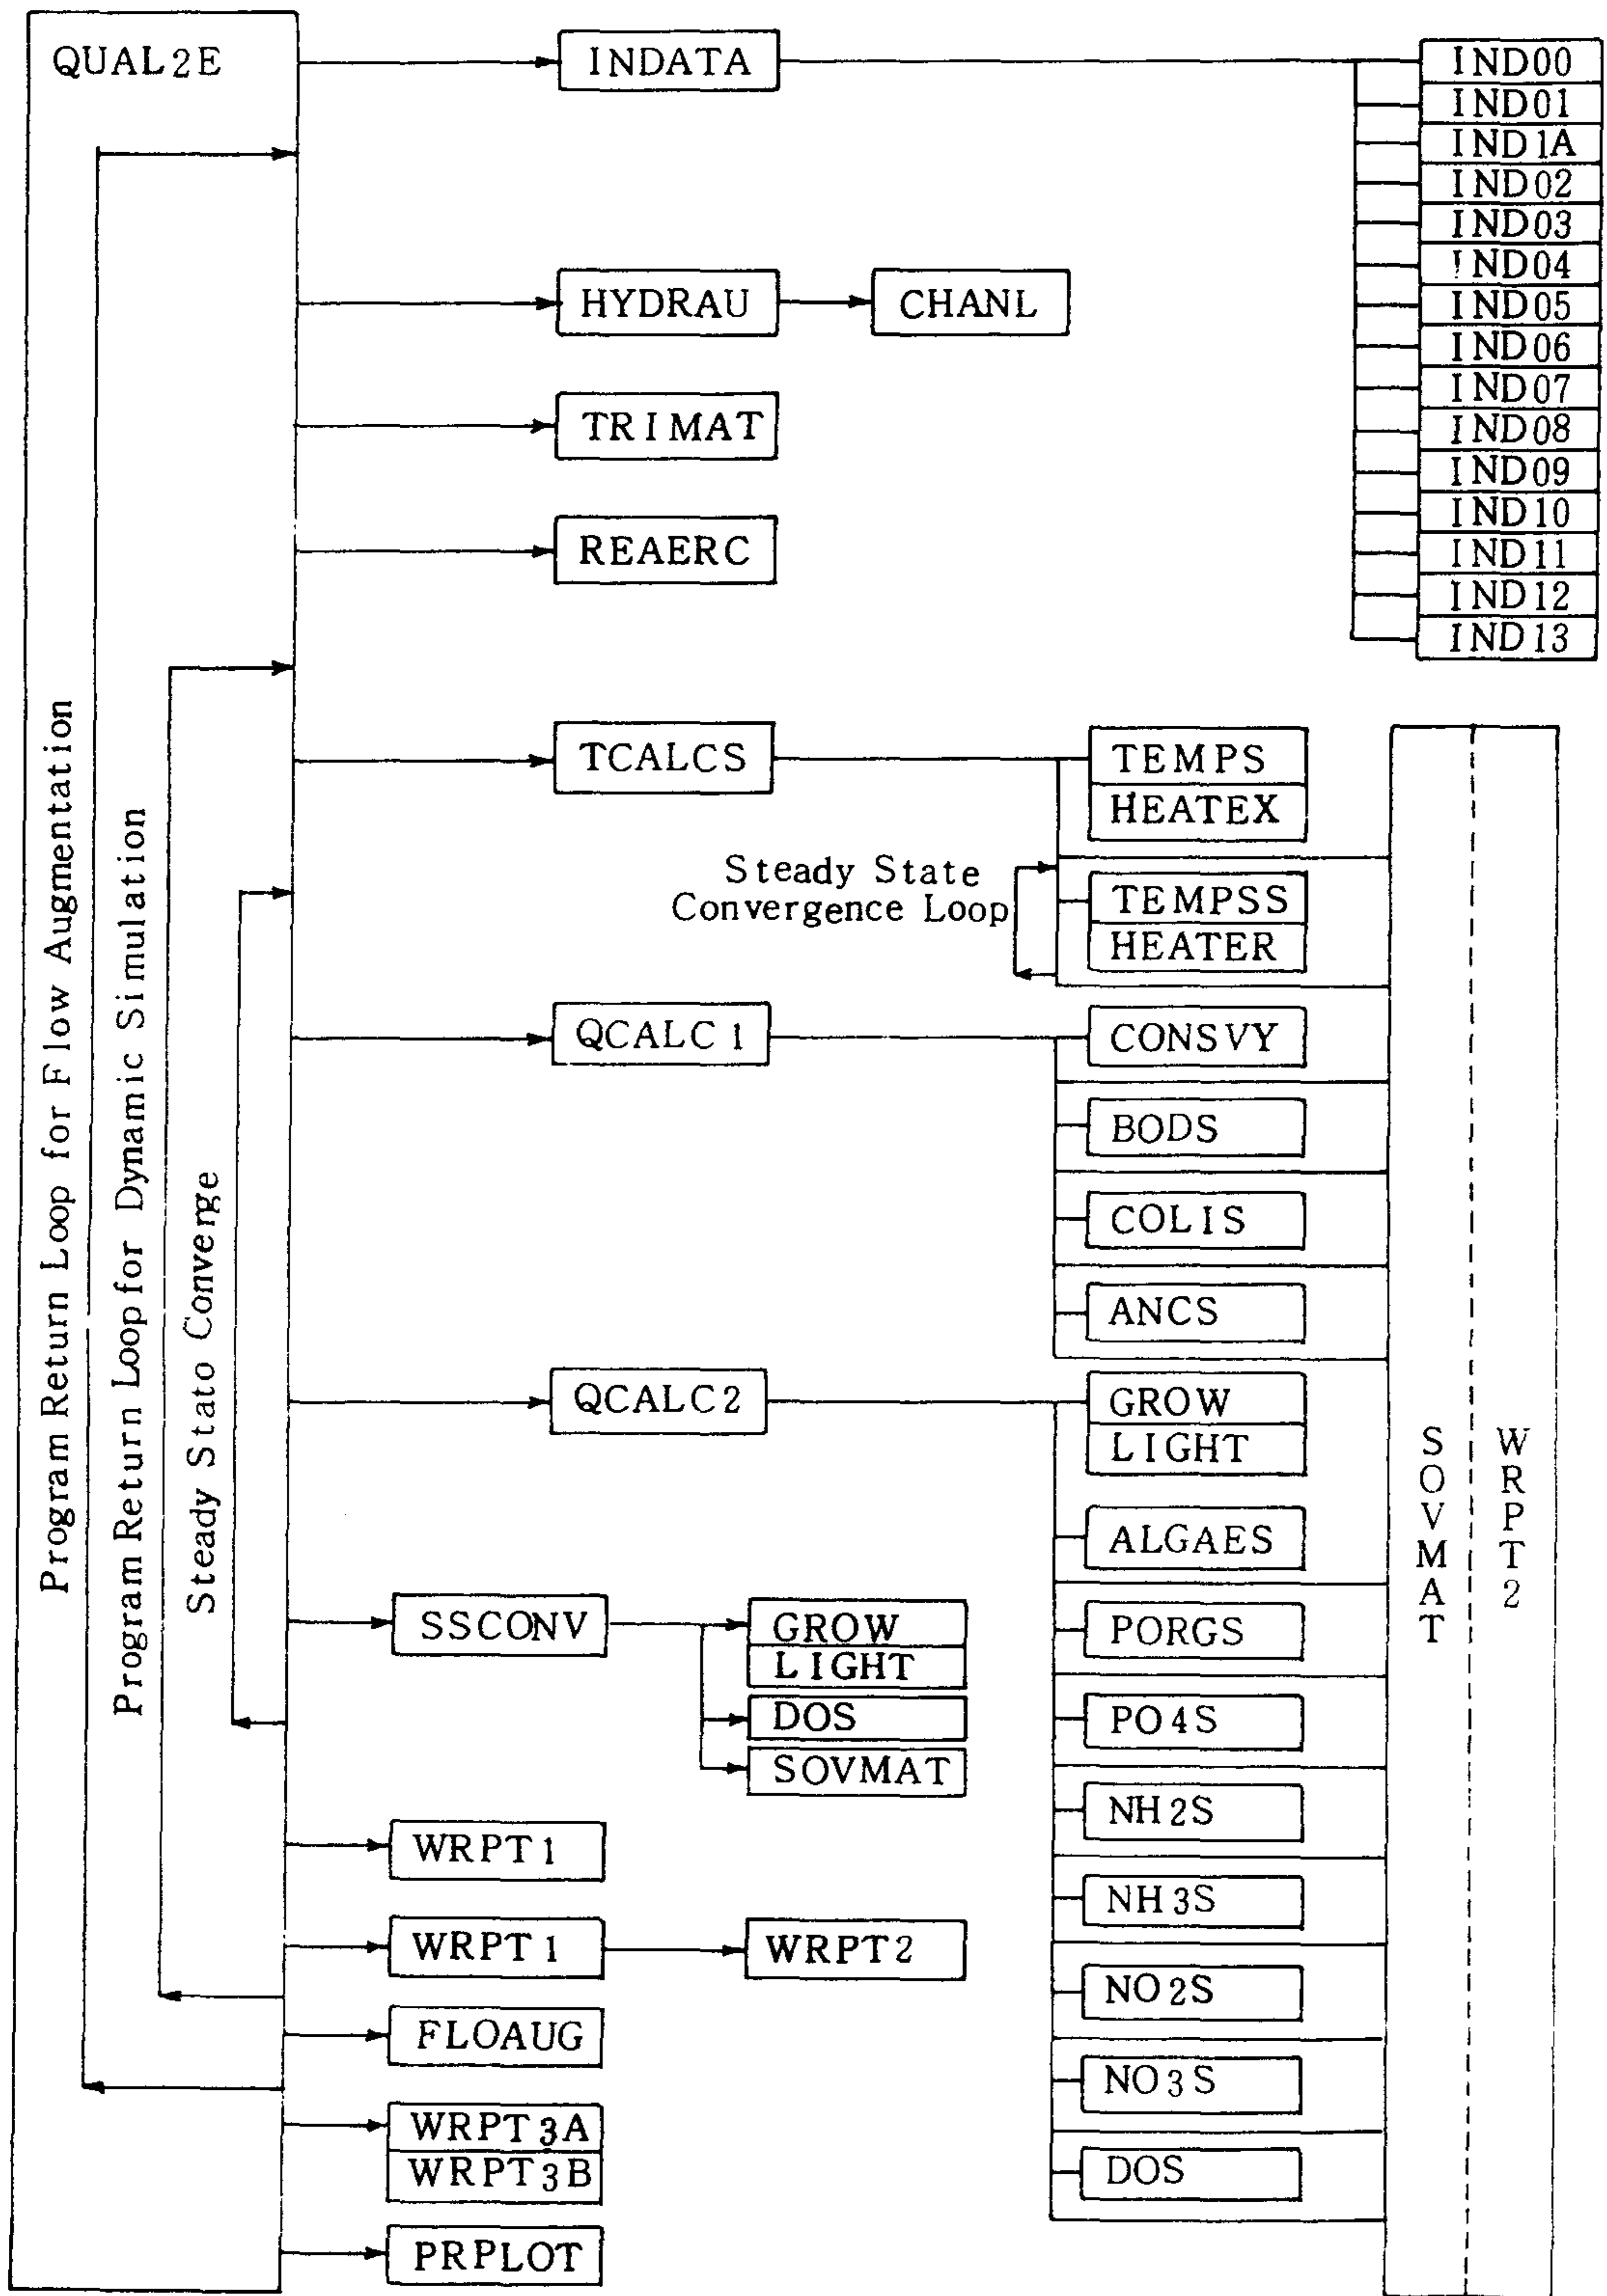 QUAL2E
INDATA
IND00
IND01
IND1A
IND02
IND03
IND04
IND05
IND06
IND07
IND08
IND09
IND10
IND11
IND12
IND13
HYDRAU
CHANL
TRIMAT
REAERC
Program Return Loop for Flow Augmentation
Program Return Loop for Dynamic Simulation
Steady Stato Converge
TCALCS
TEMPS
HEATEX
Steady State
Convergence Loop
TEMPSS
HEATER
QCALC1
CONSVY
BODS
COLIS
ANCS
QCALC2
GROW
LIGHT
ALGAES
PORGS
PO4S
NH2S
NH3S
NO2S
NO3S
DOS
SOVMAT
WRPT2
SSCONV
GROW
LIGHT
DOS
SOVMAT
WRPT1
WRPT1
WRPT2
FLOAUG
WRPT3A
WRPT3B
PRPLOT